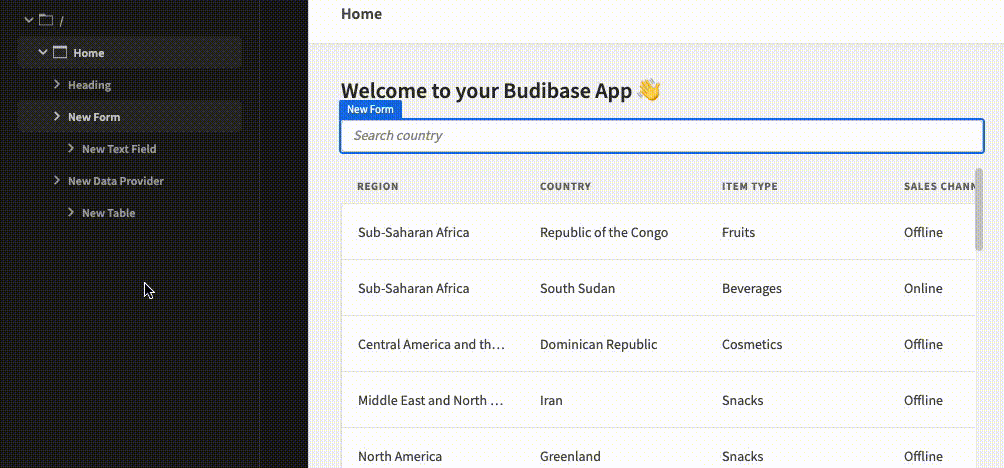 /
Home
Heading
New Form
New Text Field
New Data Provider
New Table
Home
Welcome to your Budibase App 👋
New Form
Search country
REGION COUNTRY ITEM TYPE SALES CHANN
Sub-Saharan Africa Republic of the Congo Fruits Offline
Sub-Saharan Africa South Sudan Beverages Online
Central America and th... Dominican Republic Cosmetics Offline
Middle East and North ... Iran Snacks Offline
North America Greenland Snacks Offline